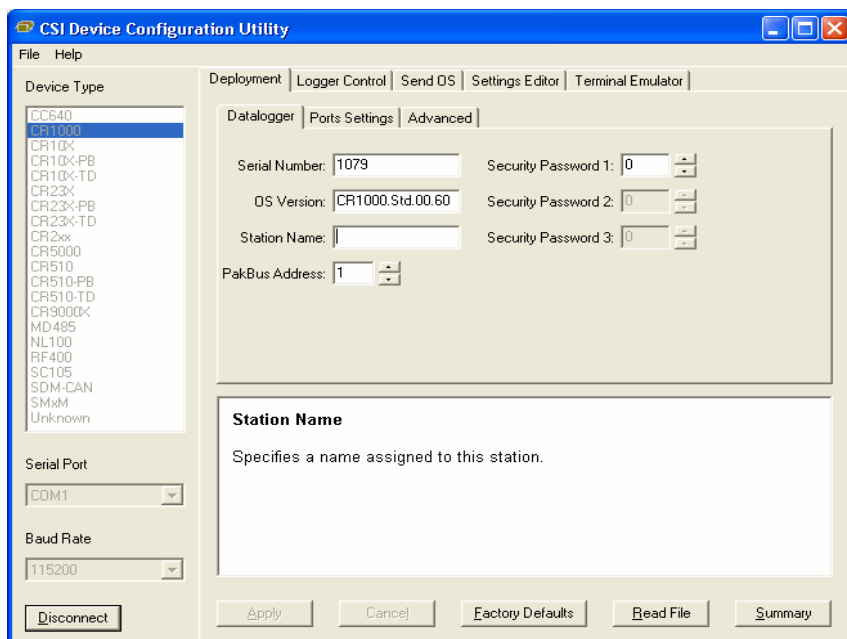 CSI Device Configuration Utility
File Help
Device Type
CC640
CR1000
CR10X
CR10X-PB
CR10X-TD
CR23X
CR23X-PB
CR23X-TD
CR2xx
CR5000
CR510
CR510-PB
CR510-TD
CR9000X
MD485
NL100
RF400
SC105
SDM-CAN
SMxM
Unknown
Serial Port
COM1
Baud Rate
115200
Disconnect
Deployment Logger Control Send OS Settings Editor Terminal Emulator
Datalogger Ports Settings Advanced
Serial Number: 1079 Security Password 1: 0
OS Version: CR1000.Std.00.60 Security Password 2: 0
Station Name: Security Password 3: 0
PakBus Address: 1
Station Name
Specifies a name assigned to this station.
Apply Cancel Factory Defaults Read File Summary